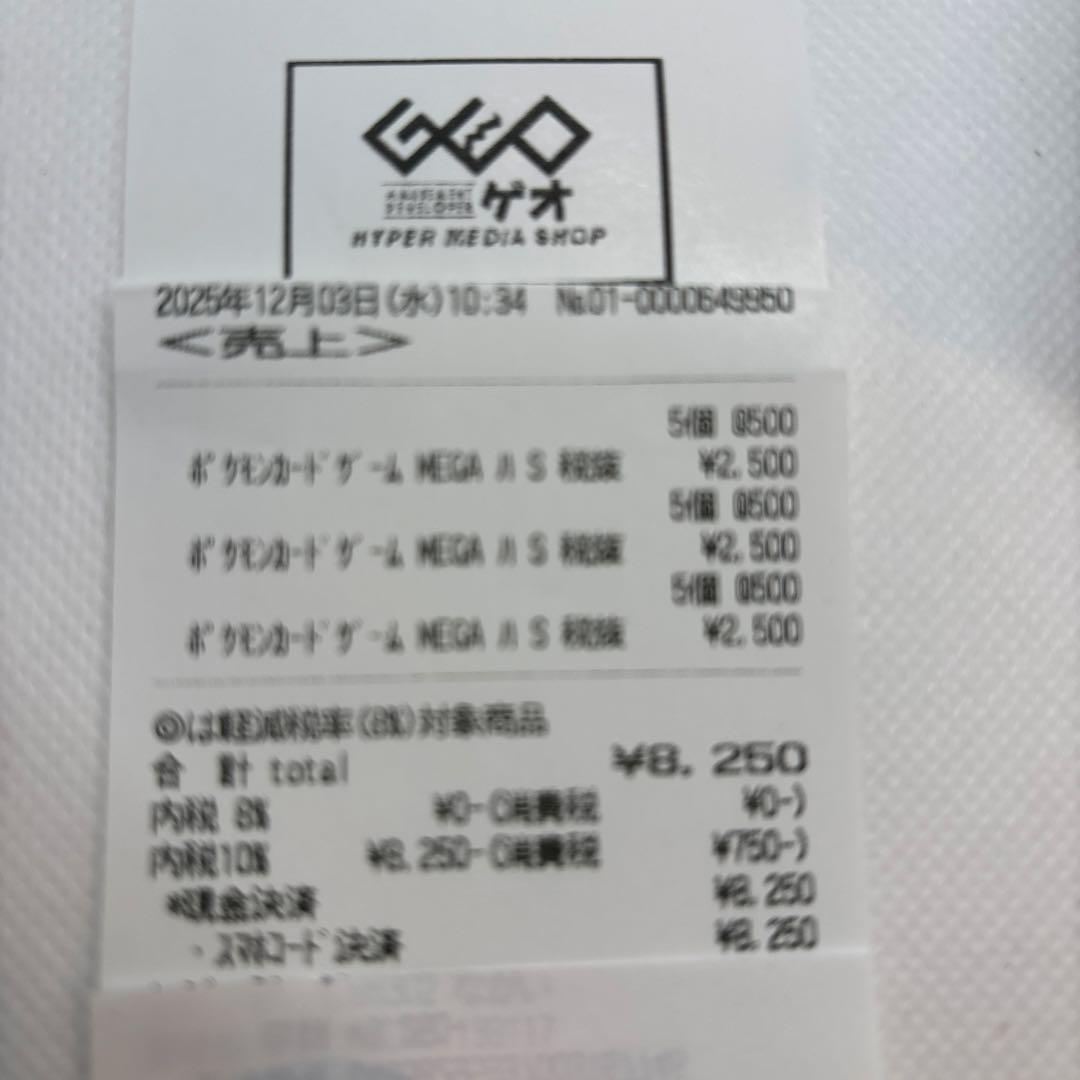 GEO
AMUSEMENT
DEVELOPER ゲオ
HYPER MEDIA SHOP
2025年12月03日(水)10:34 №01-0000649950
<売上>
5個 @500
ポケモンカードゲーム MEGA ハ S 税抜 ¥2,500
5個 @500
ポケモンカードゲーム MEGA ハ S 税抜 ¥2,500
5個 @500
ポケモンカードゲーム MEGA ハ S 税抜 ¥2,500
◎は軽減税率(8%)対象商品
合 計 total ¥8,250
内税 8% ¥0-(消費税 ¥0-)
内税10% ¥8,250-(消費税 ¥750-)
*現金決済 ¥8,250
・スマホコード決済 ¥8,250